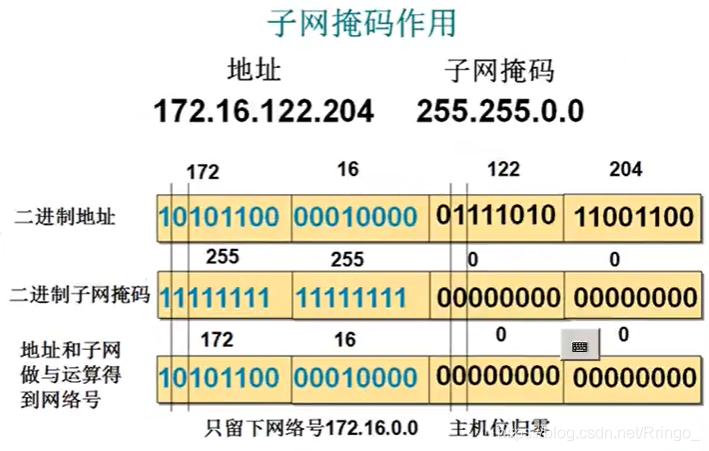 子网掩码作用
地址 子网掩码
172.16.122.204 255.255.0.0
172 16 122 204
二进制地址 10101100 00010000 01111010 11001100
255 255 0 0
二进制子网掩码 11111111 11111111 00000000 00000000
172 16 0 0
地址和子网
做与运算得
到网络号
10101100 00010000 00000000 00000000
只留下网络号172.16.0.0 主机位归零
https://blog.csdn.net/Rringo_